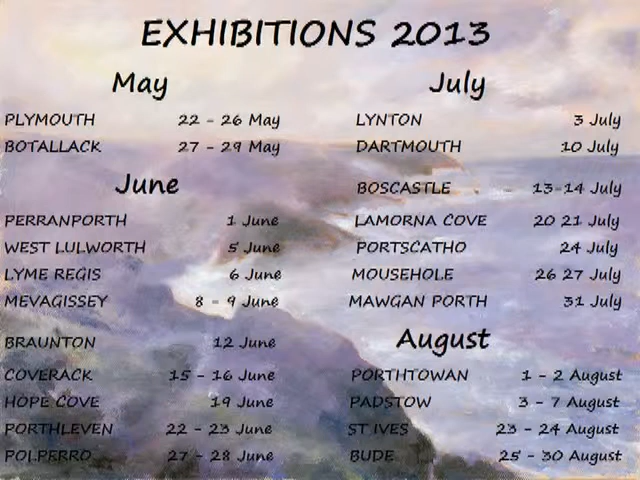 EXHIBITIONS 2013
May
PLYMOUTH 22 - 26 May
BOTALLACK 27 - 29 May
June
PERRANPORTH 1 June
WEST LULWORTH 5 June
LYME REGIS 6 June
MEVAGISSEY 8 - 9 June
BRAUNTON 12 June
COVERACK 15 - 16 June
HOPE COVE 19 June
PORTHLEVEN 22 - 23 June
POLPERRO 27 - 28 June
July
LYNTON 3 July
DARTMOUTH 10 July
BOSCASTLE 13-14 July
LAMORNA COVE 20 21 July
PORTSCATHO 24 July
MOUSEHOLE 26 27 July
MAWGAN PORTH 31 July
August
PORTHTOWAN 1 - 2 August
PADSTOW 3 - 7 August
ST IVES 23 - 24 August
BUDE 25 - 30 August